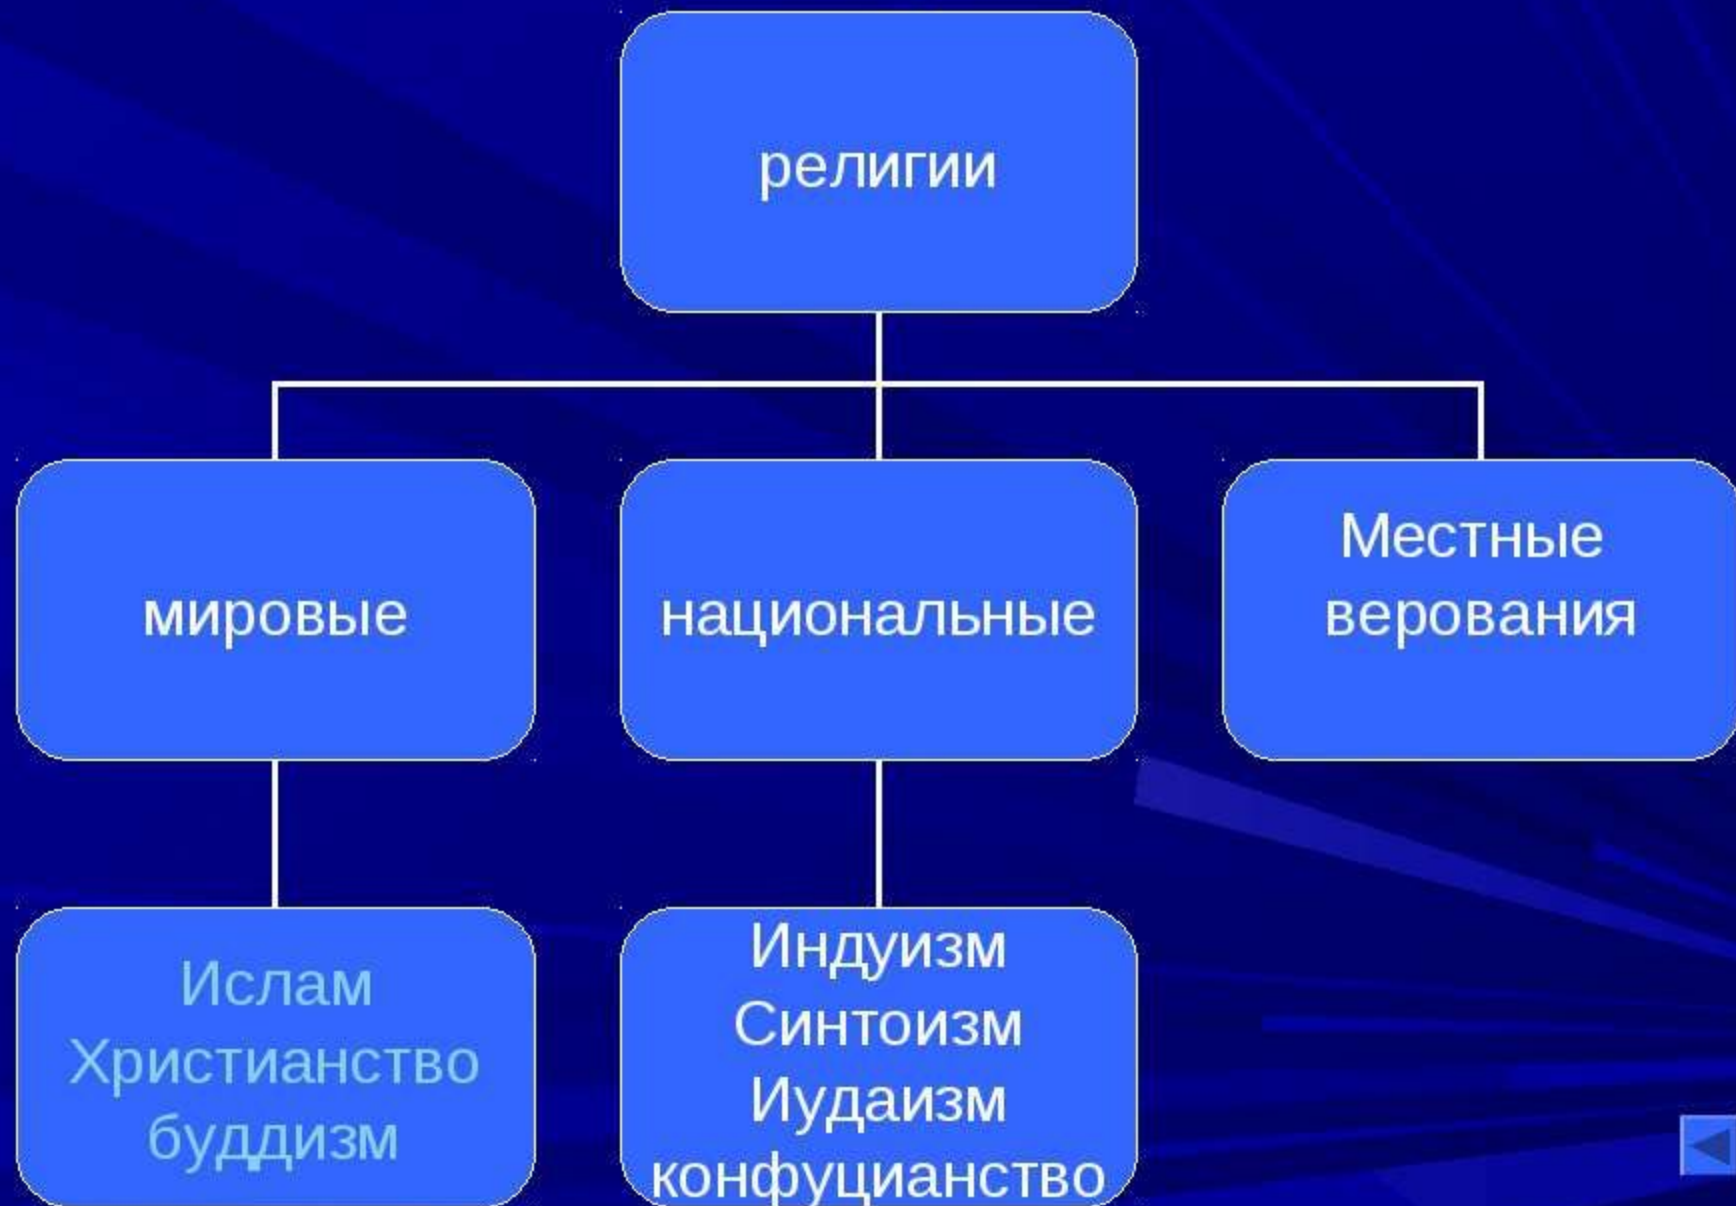 религии
мировые
национальные
Местные
верования
Ислам
Христианство
буддизм
Индуизм
Синтоизм
Иудаизм
конфуцианство